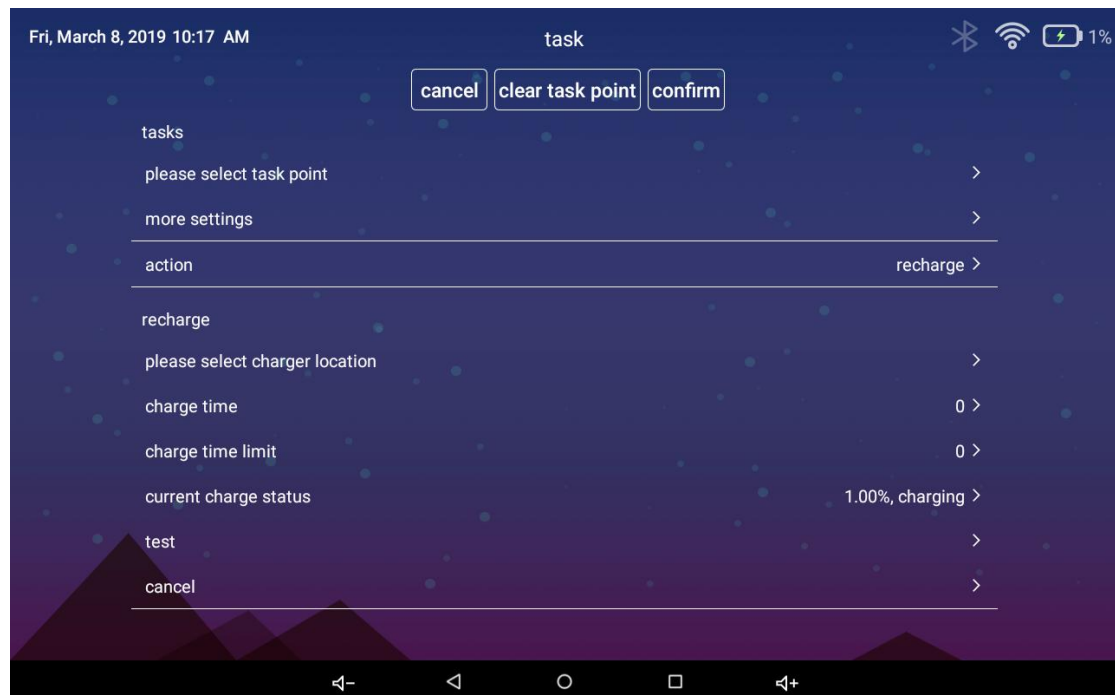 Fri, March 8, 2019 10:17 AM task 1%
cancel clear task point confirm
tasks
please select task point >
more settings >
action recharge >
recharge
please select charger location >
charge time 0 >
charge time limit 0 >
current charge status 1.00%, charging >
test >
cancel >